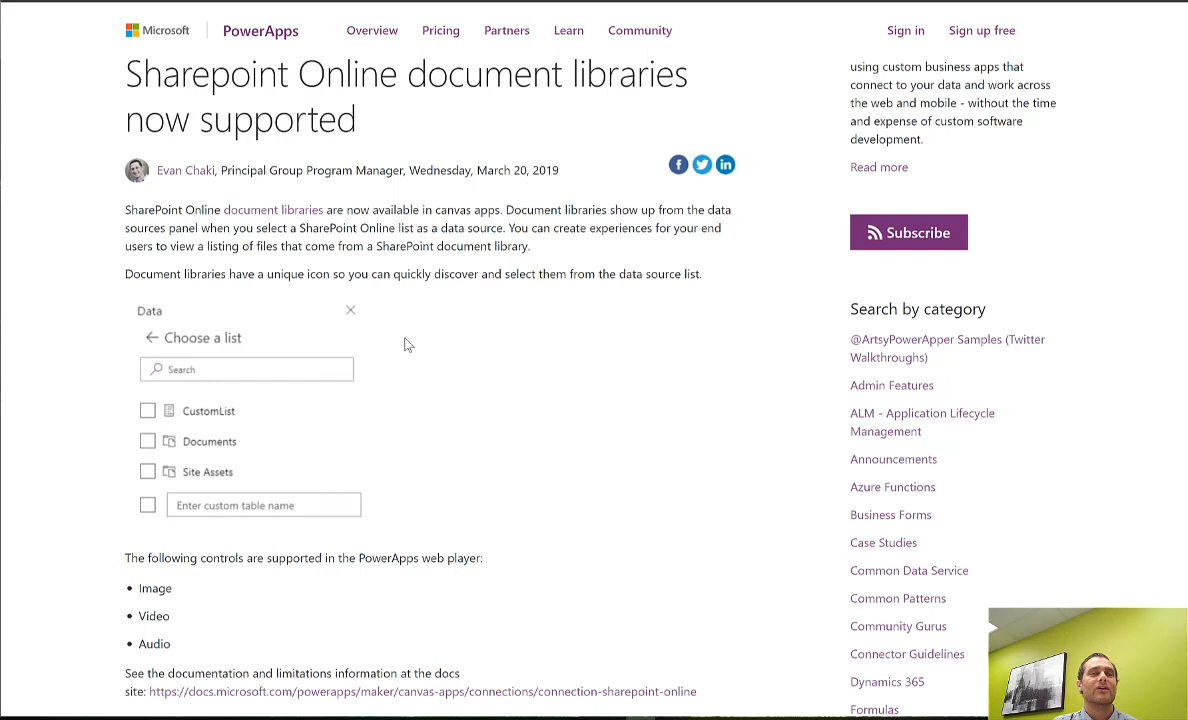 Microsoft PowerApps Overview Pricing Partners Learn Community Sign in Sign up free
Sharepoint Online document libraries
now supported
Evan Chaki, Principal Group Program Manager, Wednesday, March 20, 2019
SharePoint Online document libraries are now available in canvas apps. Document libraries show up from the data
sources panel when you select a SharePoint Online list as a data source. You can create experiences for your end
users to view a listing of files that come from a SharePoint document library.
Document libraries have a unique icon so you can quickly discover and select them from the data source list.
Data
Choose a list
Search
CustomList
Documents
Site Assets
Enter custom table name
The following controls are supported in the PowerApps web player:
• Image
• Video
• Audio
See the documentation and limitations information at the docs
site: https://docs.microsoft.com/powerapps/maker/canvas-apps/connections/connection-sharepoint-online
using custom business apps that
connect to your data and work across
the web and mobile - without the time
and expense of custom software
development.
Read more
Subscribe
Search by category
@ArtsyPowerApper Samples (Twitter
Walkthroughs)
Admin Features
ALM - Application Lifecycle
Management
Announcements
Azure Functions
Business Forms
Case Studies
Common Data Service
Common Patterns
Community Gurus
Connector Guidelines
Dynamics 365
Formulas